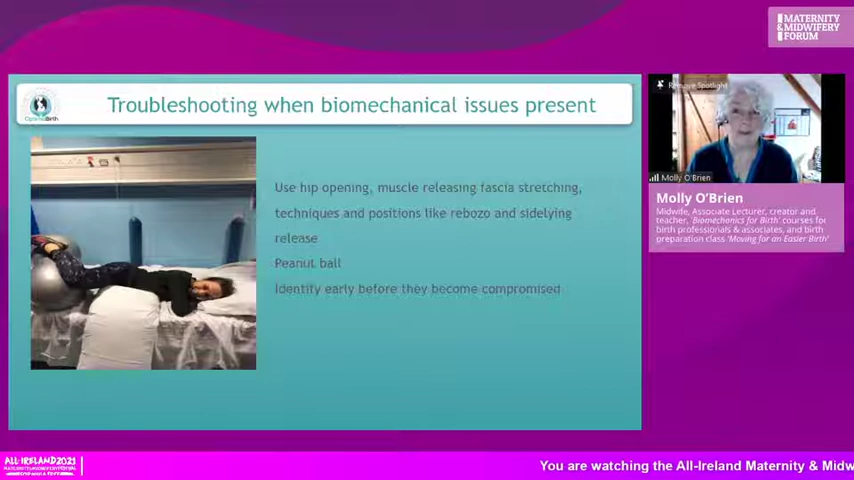 MATERNITY
& MIDWIFERY
FORUM
Troubleshooting when biomechanical issues present
Use hip opening, muscle releasing fascia stretching,
techniques and positions like rebozo and sidelying
release
Peanut ball
Identify early before they become compromised
Remove Spotlight
Molly O'Brien
Molly O'Brien
Midwife, Associate Lecturer, creator and
teacher, 'Biomechanics for Birth' courses for
birth professionals & associates, and birth
preparation class 'Moving for an Easier Birth'
ALL-IRELAND2021
You are watching the All-Ireland Maternity & Midw